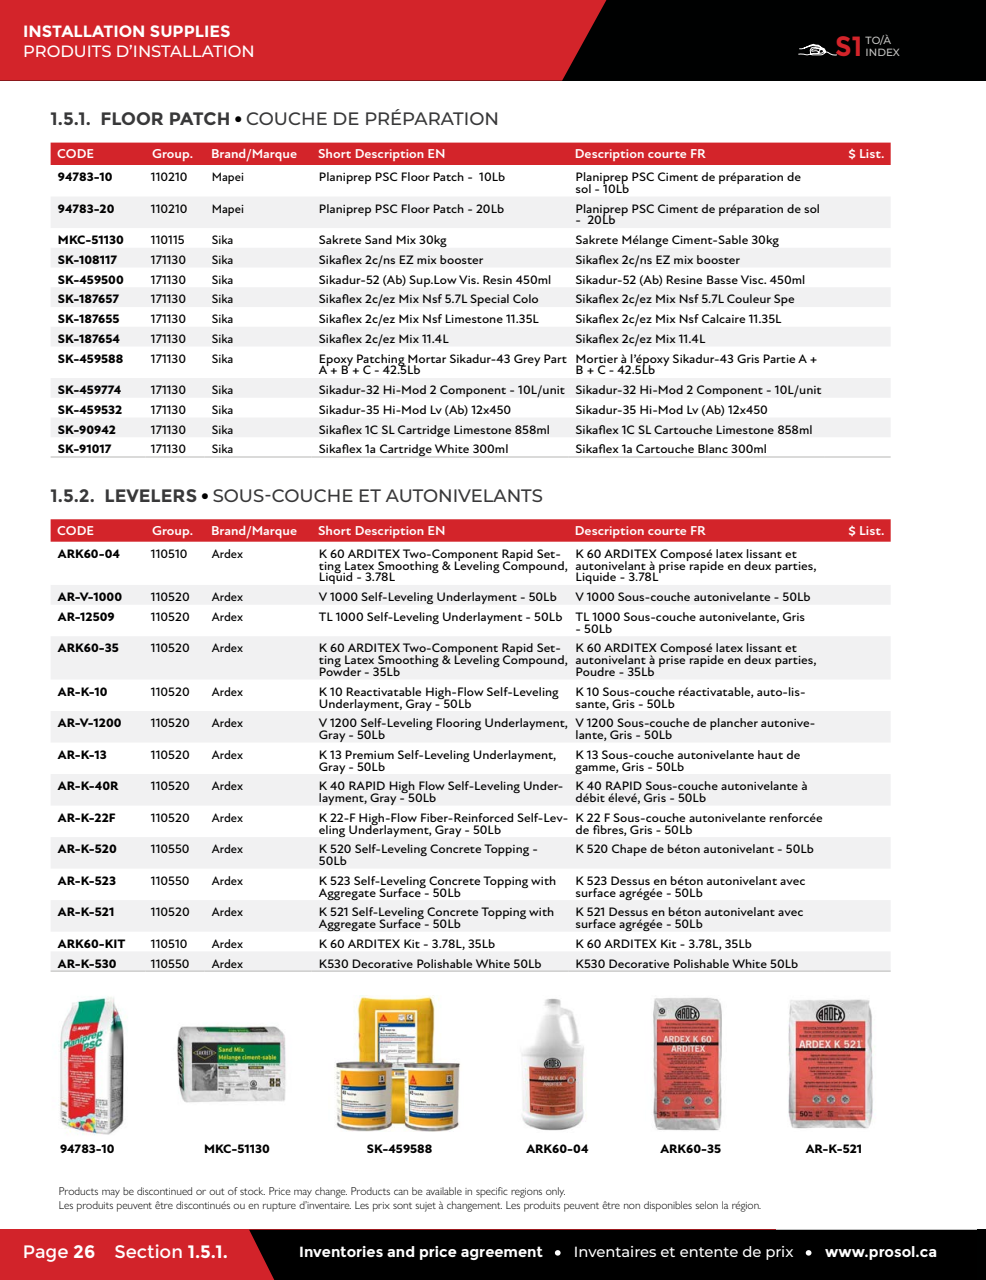 INSTALLATION SUPPLIES
PRODUITS D’INSTALLATION
S1 TO/À INDEX
1.5.1. FLOOR PATCH • COUCHE DE PRÉPARATION
CODE Group. Brand/Marque Short Description EN Description courte FR $ List.
94783-10 110210 Mapei Planiprep PSC Floor Patch - 10Lb Planiprep PSC Ciment de préparation de
sol - 10Lb
94783-20 110210 Mapei Planiprep PSC Floor Patch - 20Lb Planiprep PSC Ciment de préparation de sol
- 20Lb
MKC-51130 110115 Sika Sakrete Sand Mix 30kg Sakrete Mélange Ciment-Sable 30kg
SK-108117 171130 Sika Sikaflex 2c/ns EZ mix booster Sikaflex 2c/ns EZ mix booster
SK-459500 171130 Sika Sikadur-52 (Ab) Sup.Low Vis. Resin 450ml Sikadur-52 (Ab) Resine Basse Visc. 450ml
SK-187657 171130 Sika Sikaflex 2c/ez Mix Nsf 5.7L Special Colo Sikaflex 2c/ez Mix Nsf 5.7L Couleur Spe
SK-187655 171130 Sika Sikaflex 2c/ez Mix Nsf Limestone 11.35L Sikaflex 2c/ez Mix Nsf Calcaire 11.35L
SK-187654 171130 Sika Sikaflex 2c/ez Mix 11.4L Sikaflex 2c/ez Mix 11.4L
SK-459588 171130 Sika Epoxy Patching Mortar Sikadur-43 Grey Part Mortier à l’époxy Sikadur-43 Gris Partie A +
A + B + C - 42.5Lb B + C - 42.5Lb
SK-459774 171130 Sika Sikadur-32 Hi-Mod 2 Component - 10L/unit Sikadur-32 Hi-Mod 2 Component - 10L/unit
SK-459532 171130 Sika Sikadur-35 Hi-Mod Lv (Ab) 12x450 Sikadur-35 Hi-Mod Lv (Ab) 12x450
SK-90942 171130 Sika Sikaflex 1C SL Cartridge Limestone 858ml Sikaflex 1C SL Cartouche Limestone 858ml
SK-91017 171130 Sika Sikaflex 1a Cartridge White 300ml Sikaflex 1a Cartouche Blanc 300ml
1.5.2. LEVELERS • SOUS-COUCHE ET AUTONIVELANTS
CODE Group. Brand/Marque Short Description EN Description courte FR $ List.
ARK60-04 110510 Ardex K 60 ARDITEX Two-Component Rapid Set- K 60 ARDITEX Composé latex lissant et
ting Latex Smoothing & Leveling Compound, autonivelant à prise rapide en deux parties,
Liquid - 3.78L Liquide - 3.78L
AR-V-1000 110520 Ardex V 1000 Self-Leveling Underlayment - 50Lb V 1000 Sous-couche autonivelante - 50Lb
AR-12509 110520 Ardex TL 1000 Self-Leveling Underlayment - 50Lb TL 1000 Sous-couche autonivelante, Gris
- 50Lb
ARK60-35 110520 Ardex K 60 ARDITEX Two-Component Rapid Set- K 60 ARDITEX Composé latex lissant et
ting Latex Smoothing & Leveling Compound, autonivelant à prise rapide en deux parties,
Powder - 35Lb Poudre - 35Lb
AR-K-10 110520 Ardex K 10 Reactivatable High-Flow Self-Leveling K 10 Sous-couche réactivatable, auto-lis-
Underlayment, Gray - 50Lb sante, Gris - 50Lb
AR-V-1200 110520 Ardex V 1200 Self-Leveling Flooring Underlayment, V 1200 Sous-couche de plancher autonive-
Gray - 50Lb lante, Gris - 50Lb
AR-K-13 110520 Ardex K 13 Premium Self-Leveling Underlayment, K 13 Sous-couche autonivelante haut de
Gray - 50Lb gamme, Gris - 50Lb
AR-K-40R 110520 Ardex K 40 RAPID High Flow Self-Leveling Under- K 40 RAPID Sous-couche autonivelante à
layment, Gray - 50Lb débit élevé, Gris - 50Lb
AR-K-22F 110520 Ardex K 22-F High-Flow Fiber-Reinforced Self-Lev- K 22 F Sous-couche autonivelante renforcée
eling Underlayment, Gray - 50Lb de fibres, Gris - 50Lb
AR-K-520 110550 Ardex K 520 Self-Leveling Concrete Topping - K 520 Chape de béton autonivelant - 50Lb
50Lb
AR-K-523 110550 Ardex K 523 Self-Leveling Concrete Topping with K 523 Dessus en béton autonivelant avec
Aggregate Surface - 50Lb surface agrégée - 50Lb
AR-K-521 110520 Ardex K 521 Self-Leveling Concrete Topping with K 521 Dessus en béton autonivelant avec
Aggregate Surface - 50Lb surface agrégée - 50Lb
ARK60-KIT 110510 Ardex K 60 ARDITEX Kit - 3.78L, 35Lb K 60 ARDITEX Kit - 3.78L, 35Lb
AR-K-530 110550 Ardex K530 Decorative Polishable White 50Lb K530 Decorative Polishable White 50Lb
Planiprep PSC
SAKRETE
Sand Mix
Mélange ciment-sable
ARDEX
ARDEX K 60
ARDITEX
ARDEX
ARDEX K 60
ARDITEX
ARDEX
ARDEX K 521
94783-10 MKC-51130 SK-459588 ARK60-04 ARK60-35 AR-K-521
Products may be discontinued or out of stock. Price may change. Products can be available in specific regions only.
Les produits peuvent être discontinués ou en rupture d’inventaire. Les prix sont sujet à changement. Les produits peuvent être non disponibles selon la région.
Page 26 Section 1.5.1. Inventories and price agreement • Inventaires et entente de prix • www.prosol.ca